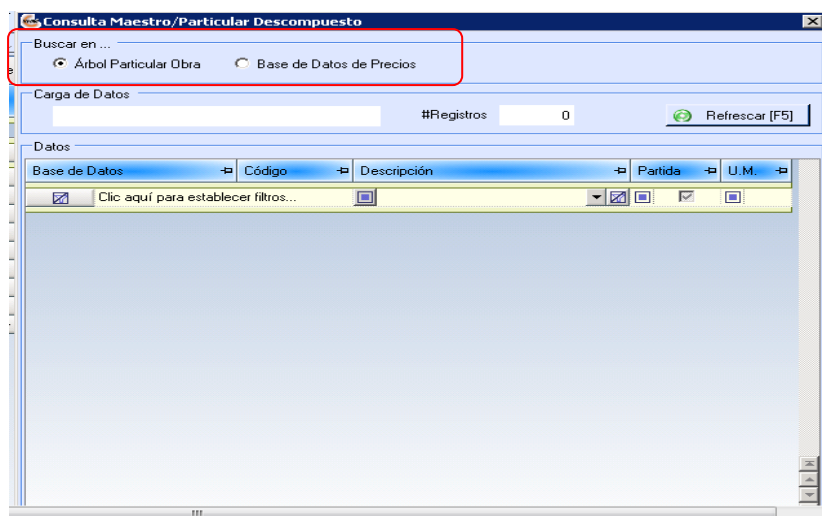 Consulta Maestro/Particular Descompuesto
Buscar en ...
Árbol Particular Obra Base de Datos de Precios
Carga de Datos
#Registros 0 Refrescar [F5]
Datos
Base de Datos Código Descripción Partida U.M.
Clic aquí para establecer filtros...